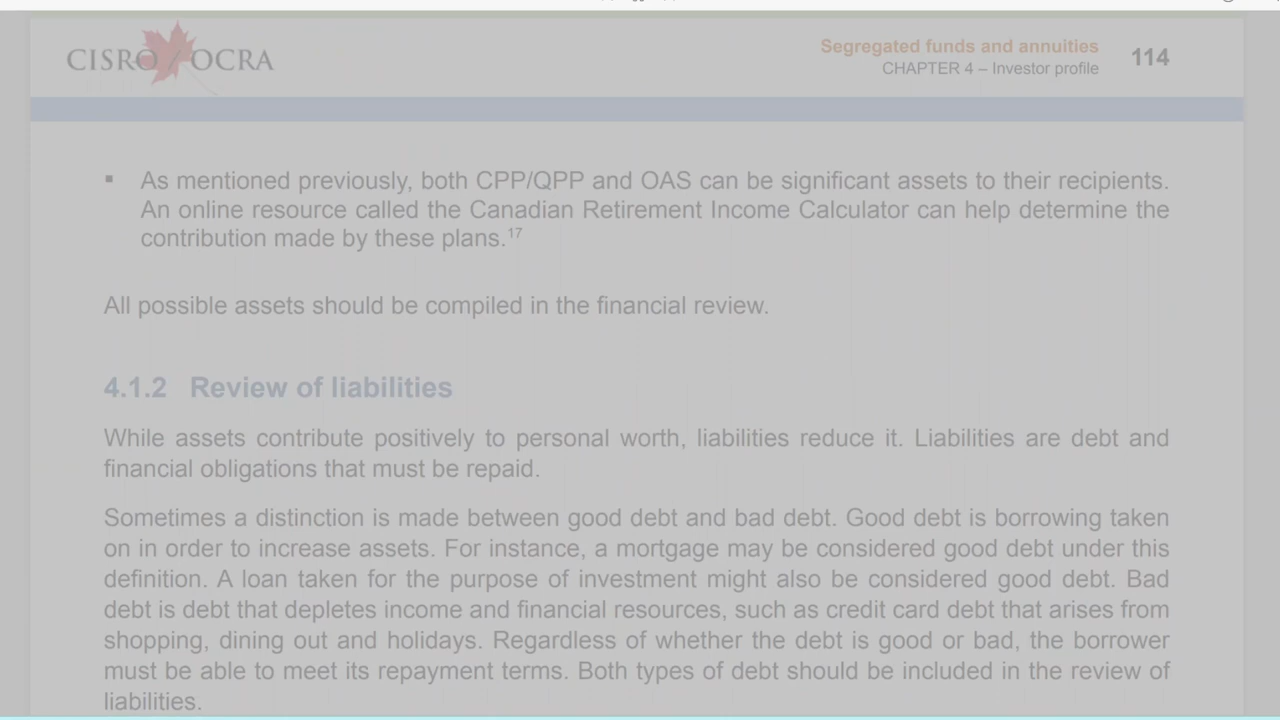 CISRO / OCRA
Segregated funds and annuities
CHAPTER 4 – Investor profile
114
▪ As mentioned previously, both CPP/QPP and OAS can be significant assets to their recipients.
An online resource called the Canadian Retirement Income Calculator can help determine the
contribution made by these plans.17
All possible assets should be compiled in the financial review.
4.1.2 Review of liabilities
While assets contribute positively to personal worth, liabilities reduce it. Liabilities are debt and
financial obligations that must be repaid.
Sometimes a distinction is made between good debt and bad debt. Good debt is borrowing taken
on in order to increase assets. For instance, a mortgage may be considered good debt under this
definition. A loan taken for the purpose of investment might also be considered good debt. Bad
debt is debt that depletes income and financial resources, such as credit card debt that arises from
shopping, dining out and holidays. Regardless of whether the debt is good or bad, the borrower
must be able to meet its repayment terms. Both types of debt should be included in the review of
liabilities.